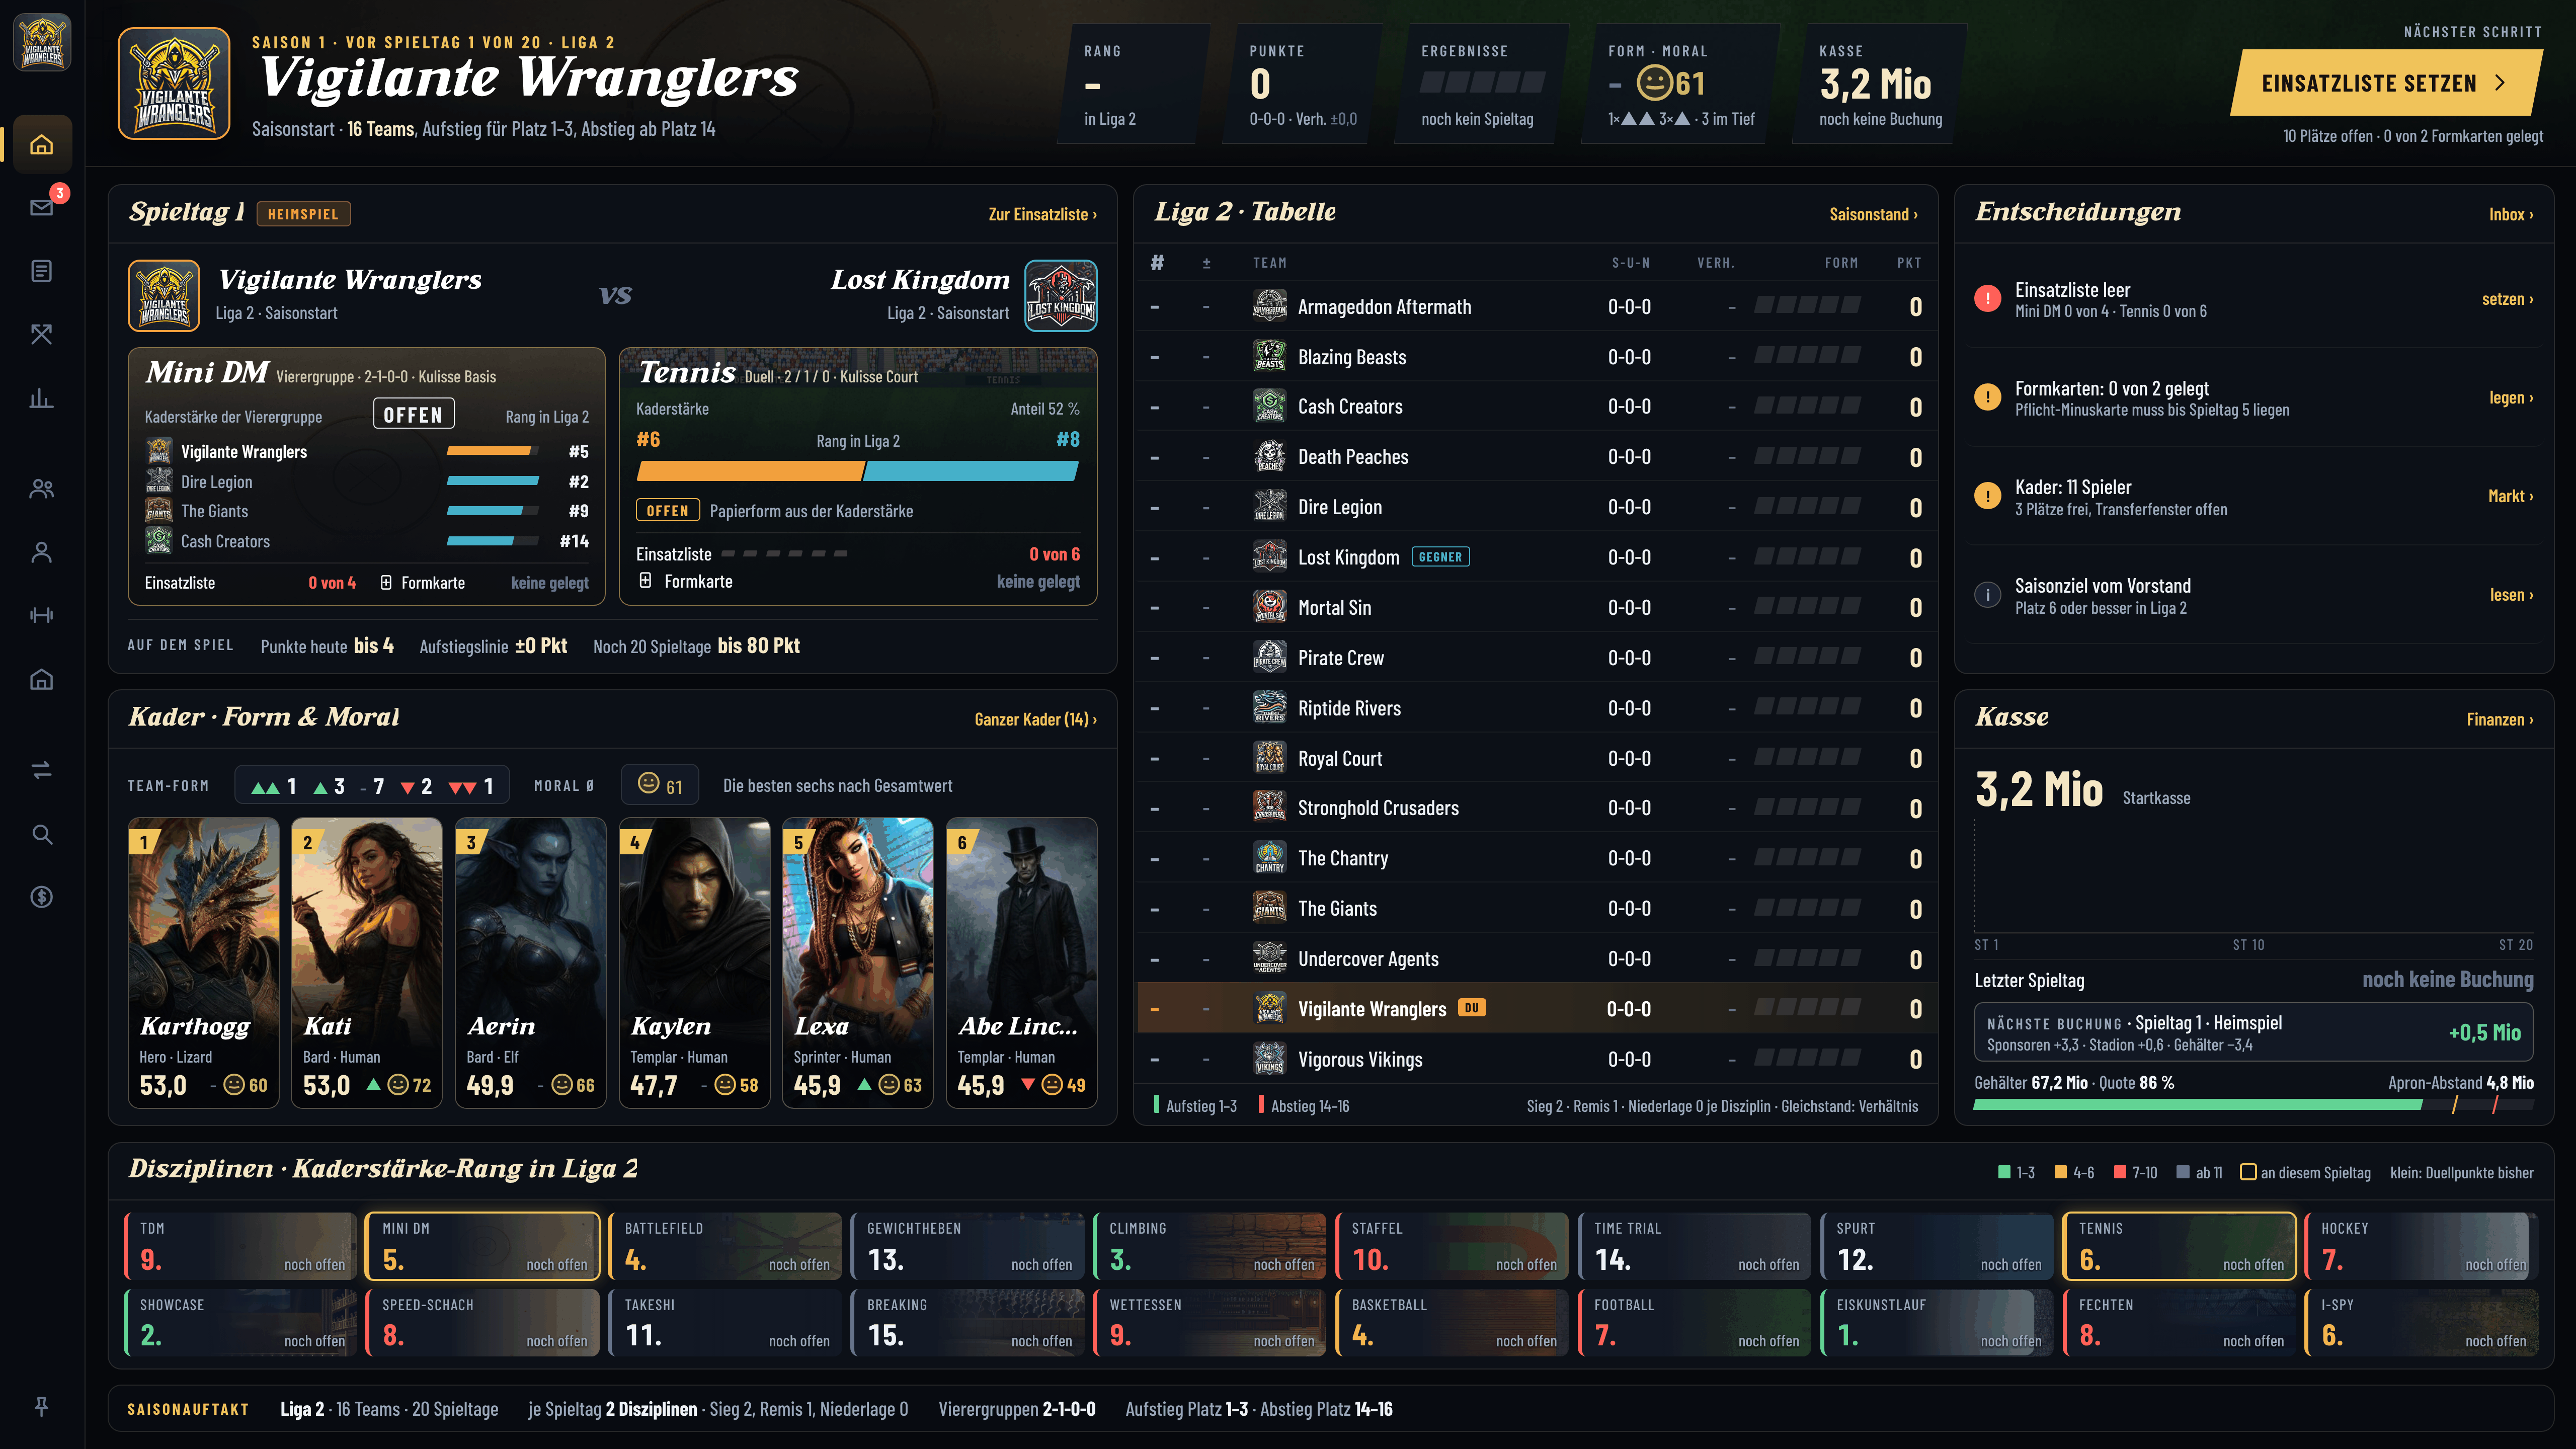 VIGILANTE WRANGLERS
3
VIGILANTE WRANGLERS
SAISON 1 · VOR SPIELTAG 1 VON 20 · LIGA 2
Vigilante Wranglers
Saisonstart · 16 Teams, Aufstieg für Platz 1–3, Abstieg ab Platz 14
RANG
–
in Liga 2
PUNKTE
0
0-0-0 · Verh. ±0,0
ERGEBNISSE
noch kein Spieltag
FORM · MORAL
– 61
1×▲▲ 3×▲ · 3 im Tief
KASSE
3,2 Mio
noch keine Buchung
NÄCHSTER SCHRITT
EINSATZLISTE SETZEN ›
10 Plätze offen · 0 von 2 Formkarten gelegt
Spieltag 1 HEIMSPIEL Zur Einsatzliste ›
VIGILANTE WRANGLERS
Vigilante Wranglers
Liga 2 · Saisonstart
VS
Lost Kingdom
Liga 2 · Saisonstart
LOST KINGDOM
Mini DM Vierergruppe · 2-1-0-0 · Kulisse Basis
Kaderstärke der Vierergruppe OFFEN Rang in Liga 2
Vigilante Wranglers #5
Dire Legion #2
The Giants #9
Cash Creators #14
Einsatzliste 0 von 4 Formkarte keine gelegt
Tennis Duell · 2 / 1 / 0 · Kulisse Court
TENNIS
Kaderstärke Anteil 52 %
#6 Rang in Liga 2 #8
OFFEN Papierform aus der Kaderstärke
Einsatzliste 0 von 6
Formkarte keine gelegt
AUF DEM SPIEL Punkte heute bis 4 Aufstiegslinie ±0 Pkt Noch 20 Spieltage bis 80 Pkt
Kader · Form & Moral Ganzer Kader (14) ›
TEAM-FORM ▲▲ 1 ▲ 3 - 7 ▼ 2 ▼▼ 1 MORAL Ø 61 Die besten sechs nach Gesamtwert
1
Karthogg
Hero · Lizard
53,0 - 60
2
Kati
Bard · Human
53,0 ▲ 72
3
Aerin
Bard · Elf
49,9 - 66
4
Kaylen
Templar · Human
47,7 - 58
5
Lexa
Sprinter · Human
45,9 ▲ 63
6
Abe Linc...
Templar · Human
45,9 ▼ 49
Liga 2 · Tabelle Saisonstand ›
# ± TEAM S-U-N VERH. FORM PKT
– – Armageddon Aftermath 0-0-0 – 0
– – Blazing Beasts 0-0-0 – 0
– – Cash Creators 0-0-0 – 0
– – Death Peaches 0-0-0 – 0
– – Dire Legion 0-0-0 – 0
– – Lost Kingdom GEGNER 0-0-0 – 0
– – Mortal Sin 0-0-0 – 0
– – Pirate Crew 0-0-0 – 0
– – Riptide Rivers 0-0-0 – 0
– – Royal Court 0-0-0 – 0
– – Stronghold Crusaders 0-0-0 – 0
– – The Chantry 0-0-0 – 0
– – The Giants 0-0-0 – 0
– – Undercover Agents 0-0-0 – 0
– – Vigilante Wranglers DU 0-0-0 – 0
– – Vigorous Vikings 0-0-0 – 0
Aufstieg 1–3 Abstieg 14–16 Sieg 2 · Remis 1 · Niederlage 0 je Disziplin · Gleichstand: Verhältnis
Entscheidungen Inbox ›
! Einsatzliste leer setzen ›
Mini DM 0 von 4 · Tennis 0 von 6
! Formkarten: 0 von 2 gelegt legen ›
Pflicht-Minuskarte muss bis Spieltag 5 liegen
! Kader: 11 Spieler Markt ›
3 Plätze frei, Transferfenster offen
i Saisonziel vom Vorstand lesen ›
Platz 6 oder besser in Liga 2
Kasse Finanzen ›
3,2 Mio Startkasse
ST 1 ST 10 ST 20
Letzter Spieltag noch keine Buchung
NÄCHSTE BUCHUNG · Spieltag 1 · Heimspiel +0,5 Mio
Sponsoren +3,3 · Stadion +0,6 · Gehälter −3,4
Gehälter 67,2 Mio · Quote 86 % Apron-Abstand 4,8 Mio
Disziplinen · Kaderstärke-Rang in Liga 2 1–3 4–6 7–10 ab 11 an diesem Spieltag klein: Duellpunkte bisher
TDM
9. noch offen
MINI DM
5. noch offen
BATTLEFIELD
4. noch offen
GEWICHTHEBEN
13. noch offen
CLIMBING
3. noch offen
STAFFEL
10. noch offen
TIME TRIAL
14. noch offen
SPURT
12. noch offen
TENNIS
6. noch offen
HOCKEY
7. noch offen
SHOWCASE
2. noch offen
SPEED-SCHACH
8. noch offen
TAKESHI
11. noch offen
BREAKING
15. noch offen
WETTESSEN
9. noch offen
BASKETBALL
4. noch offen
FOOTBALL
7. noch offen
EISKUNSTLAUF
1. noch offen
FECHTEN
8. noch offen
I-SPY
6. noch offen
SAISONAUFTAKT Liga 2 · 16 Teams · 20 Spieltage je Spieltag 2 Disziplinen · Sieg 2, Remis 1, Niederlage 0 Vierergruppen 2-1-0-0 Aufstieg Platz 1–3 · Abstieg Platz 14–16